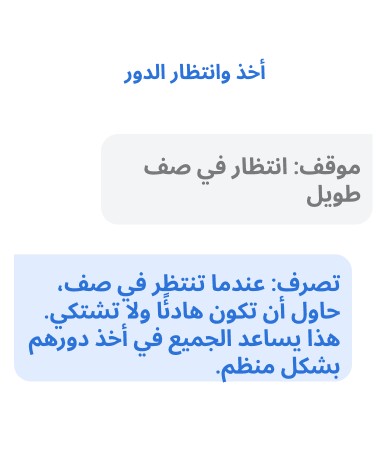 أخذ وانتظار الدور
موقف: انتظار في صف
طويل
تصرف: عندما تنتظر في صف،
حاول أن تكون هادئًا ولا تشتكي.
هذا يساعد الجميع في أخذ دورهم
بشكل منظم.